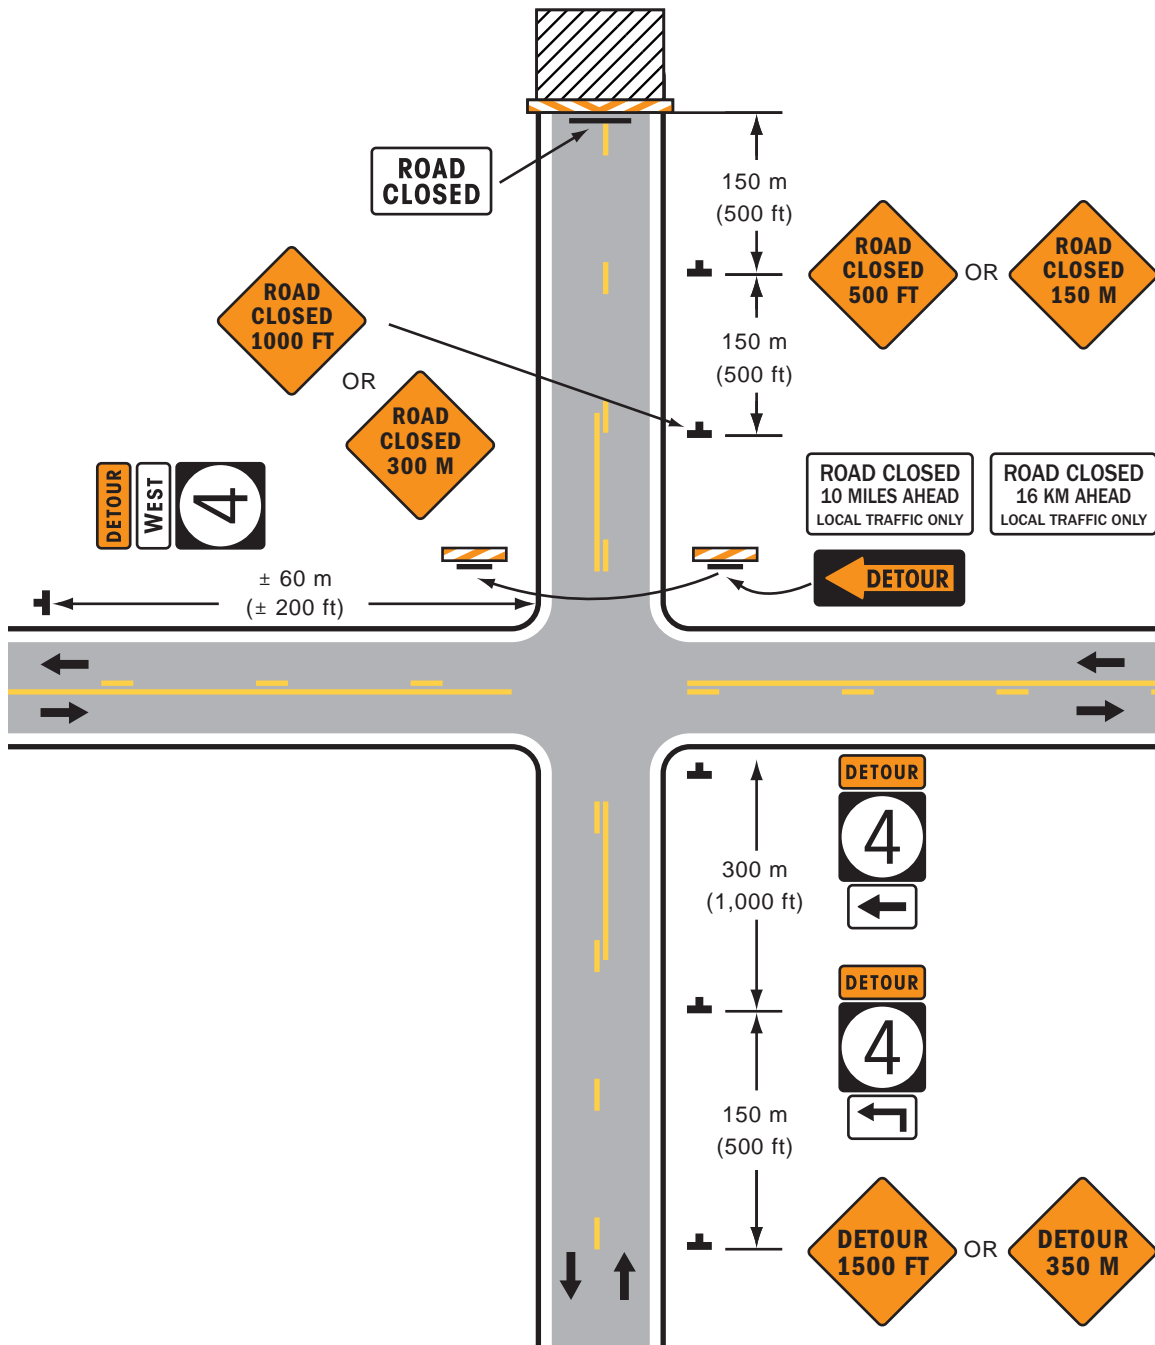 ROAD
CLOSED
150 m
(500 ft)
ROAD
CLOSED
500 FT
OR
ROAD
CLOSED
150 M
ROAD
CLOSED
1000 FT
OR
ROAD
CLOSED
300 M
150 m
(500 ft)
DETOUR
WEST
4
ROAD CLOSED
10 MILES AHEAD
LOCAL TRAFFIC ONLY
ROAD CLOSED
16 KM AHEAD
LOCAL TRAFFIC ONLY
DETOUR
± 60 m
(± 200 ft)
DETOUR
4
300 m
(1,000 ft)
DETOUR
4
150 m
(500 ft)
DETOUR
1500 FT
OR
DETOUR
350 M